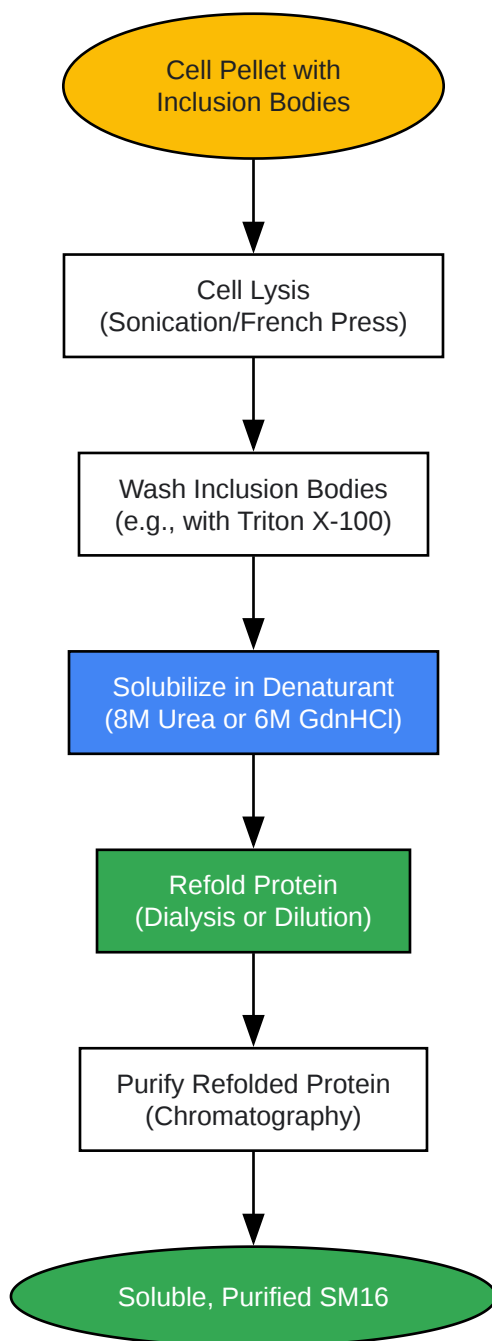 Cell Pellet with
Inclusion Bodies
Cell Lysis
(Sonication/French Press)
Wash Inclusion Bodies
(e.g., with Triton X-100)
Solubilize in Denaturant
(8M Urea or 6M GdnHCl)
Refold Protein
(Dialysis or Dilution)
Purify Refolded Protein
(Chromatography)
Soluble, Purified SM16